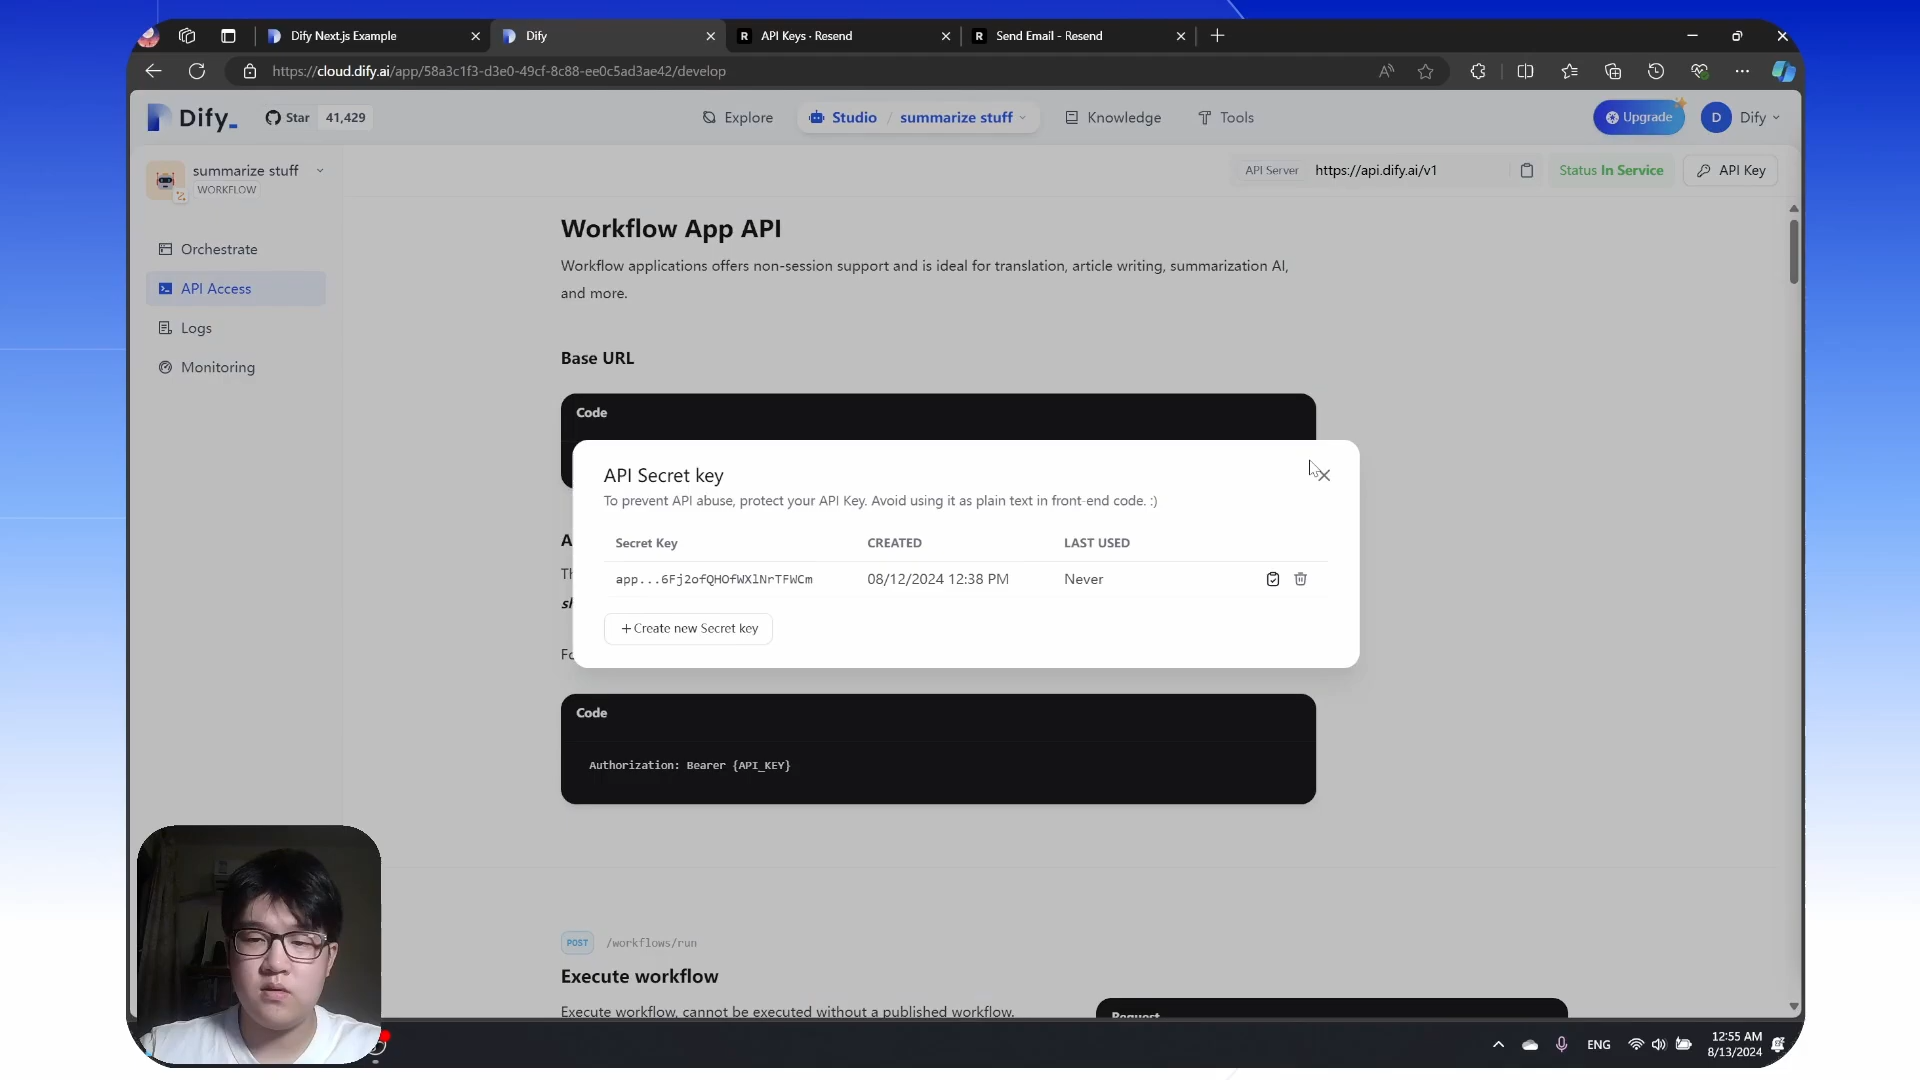 Dify Next.js Example
Dify
API Keys · Resend
Send Email - Resend
https://cloud.dify.ai/app/58a3c1f3-d3e0-49cf-8c88-ee0c5ad3ae42/develop
Dify_
Star 41,429
Explore
Studio / summarize stuff
Knowledge
Tools
Upgrade
D Dify
summarize stuff
WORKFLOW
API Server https://api.dify.ai/v1
Status In Service
API Key
Orchestrate
API Access
Logs
Monitoring
Workflow App API
Workflow applications offers non-session support and is ideal for translation, article writing, summarization AI,
and more.
Base URL
Code
API Secret key
To prevent API abuse, protect your API Key. Avoid using it as plain text in front-end code. :)
Secret Key CREATED LAST USED
app...6Fj2ofQHOfWXlNrTFWCm 08/12/2024 12:38 PM Never
+ Create new Secret key
Code
Authorization: Bearer {API_KEY}
POST /workflows/run
Execute workflow
Execute workflow, cannot be executed without a published workflow.
Request
ENG
12:55 AM
8/13/2024